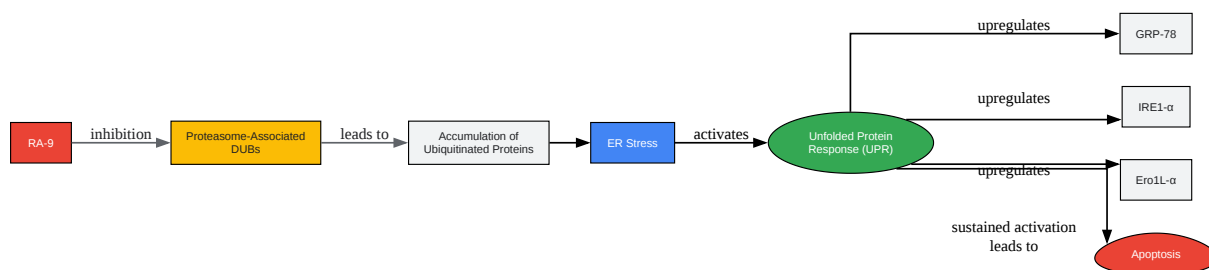 RA-9
inhibition
Proteasome-Associated
DUBs
leads to
Accumulation of
Ubiquitinated Proteins
ER Stress
activates
Unfolded Protein
Response (UPR)
upregulates
GRP-78
upregulates
IRE1-α
upregulates
Ero1L-α
sustained activation
leads to
Apoptosis